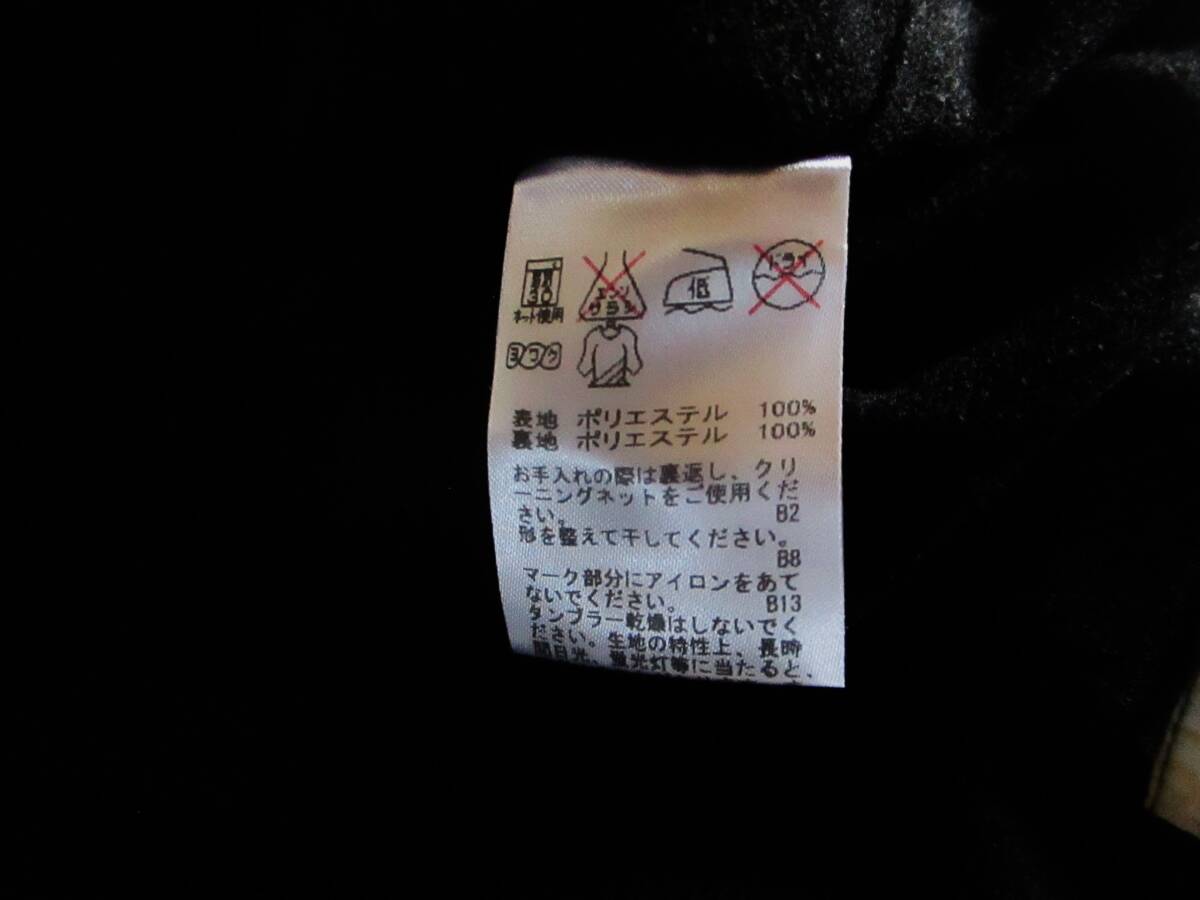 30 エンソ 低 ドライ
ネット使用 サラシ
ヨワク
表地 ポリエステル 100%
裏地 ポリエステル 100%
お手入れの際は裏返し、クリ
ーニングネットをご使用くだ
さい。 B2
形を整えて干してください。
B8
マーク部分にアイロンをあて
ないでください。 B13
タンブラー乾燥はしないでく
ださい。生地の特性上、長時
間日光、蛍光灯等に当たると、